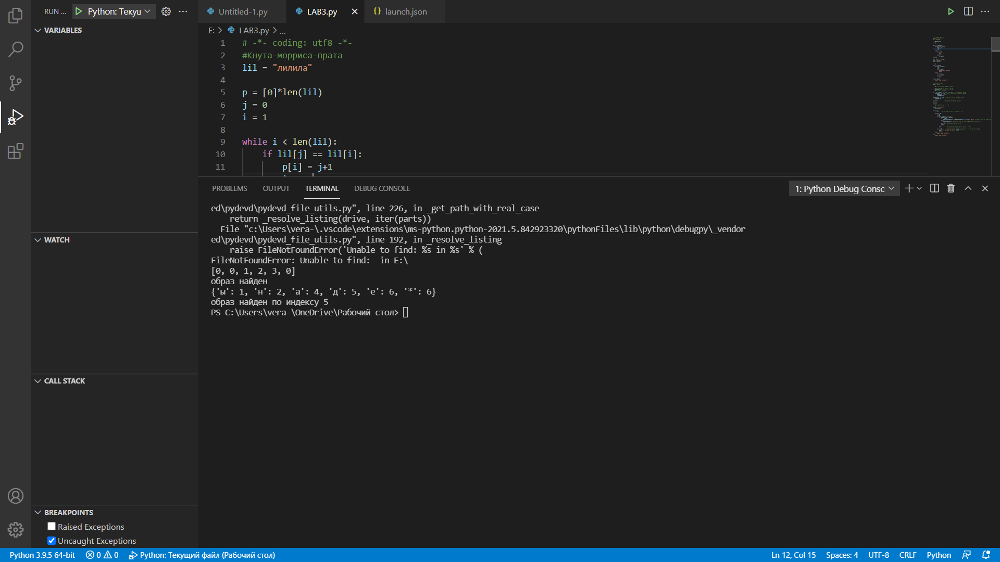 RUN ...
Python: Текущ
Untitled-1.py
LAB3.py
launch.json
VARIABLES
WATCH
CALL STACK
BREAKPOINTS
Raised Exceptions
Uncaught Exceptions
E: > LAB3.py > ...
1 # -*- coding: utf8 -*-
2 #Кнута-морриса-прата
3 lil = "лилила"
4
5 p = [0]*len(lil)
6 j = 0
7 i = 1
8
9 while i < len(lil):
10 if lil[j] == lil[i]:
11 p[i] = j+1
PROBLEMS OUTPUT TERMINAL DEBUG CONSOLE
1: Python Debug Consc
ed\pydevd\pydevd_file_utils.py", line 226, in _get_path_with_real_case
return _resolve_listing(drive, iter(parts))
File "c:\Users\vera-\.vscode\extensions\ms-python.python-2021.5.842923320\pythonFiles\lib\python\debugpy\_vendor
ed\pydevd\pydevd_file_utils.py", line 192, in _resolve_listing
raise FileNotFoundError('Unable to find: %s in %s' % (
FileNotFoundError: Unable to find:  in E:\
[0, 0, 1, 2, 3, 0]
образ найден
{'ы': 1, 'н': 2, 'а': 4, 'д': 5, 'е': 6, '*': 6}
образ найден по индексу 5
PS C:\Users\vera-\OneDrive\Рабочий стол>
Python 3.9.5 64-bit
0 0
Python: Текущий файл (Рабочий стол)
Ln 12, Col 15
Spaces: 4
UTF-8
CRLF
Python